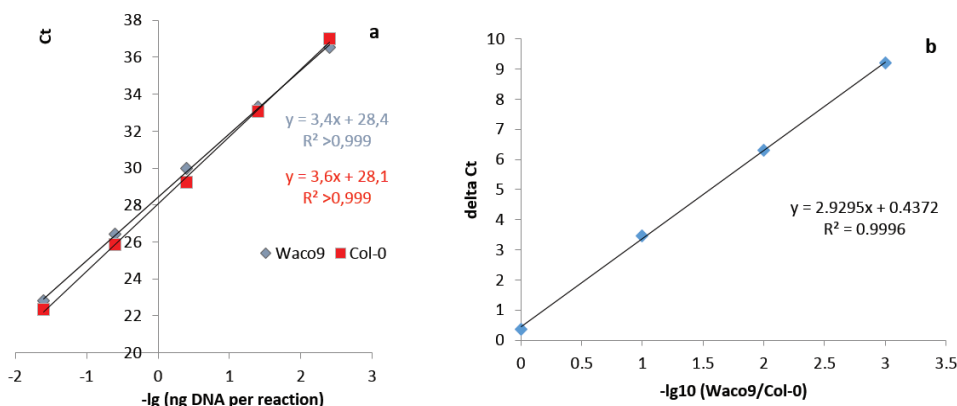 Ct
a
38
36
34
32
30
28
26
24
22
20
-2 -1 0 1 2 3
y = 3,4x + 28,4
R² >0,999
y = 3,6x + 28,1
R² >0,999
Waco9 Col-0
-lg (ng DNA per reaction)
b
delta Ct
10
9
8
7
6
5
4
3
2
1
0
0 0.5 1 1.5 2 2.5 3 3.5
y = 2.9295x + 0.4372
R² = 0.9996
-lg10 (Waco9/Col-0)